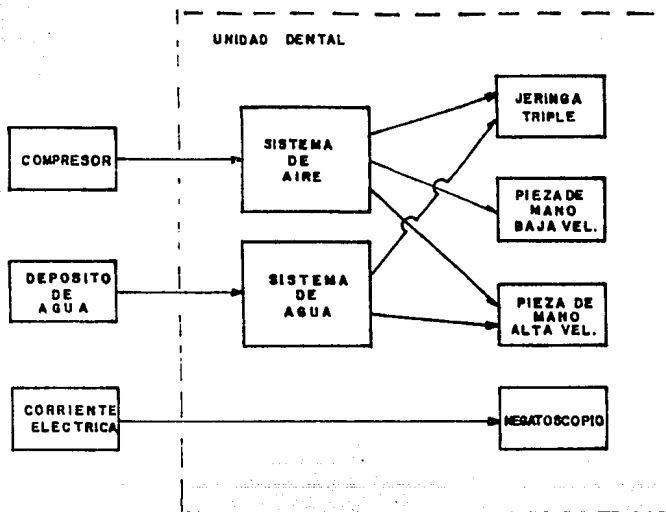 UNIDAD DENTAL
JERINGA
TRIPLE
COMPRESOR
SISTEMA
DE
AIRE
PIEZA DE
MANO
BAJA VEL.
DEPOSITO
DE
AGUA
SISTEMA
DE
AGUA
PIEZA DE
MANO
ALTA VEL.
CORRIENTE
ELECTRICA
NEGATOSCOPIO